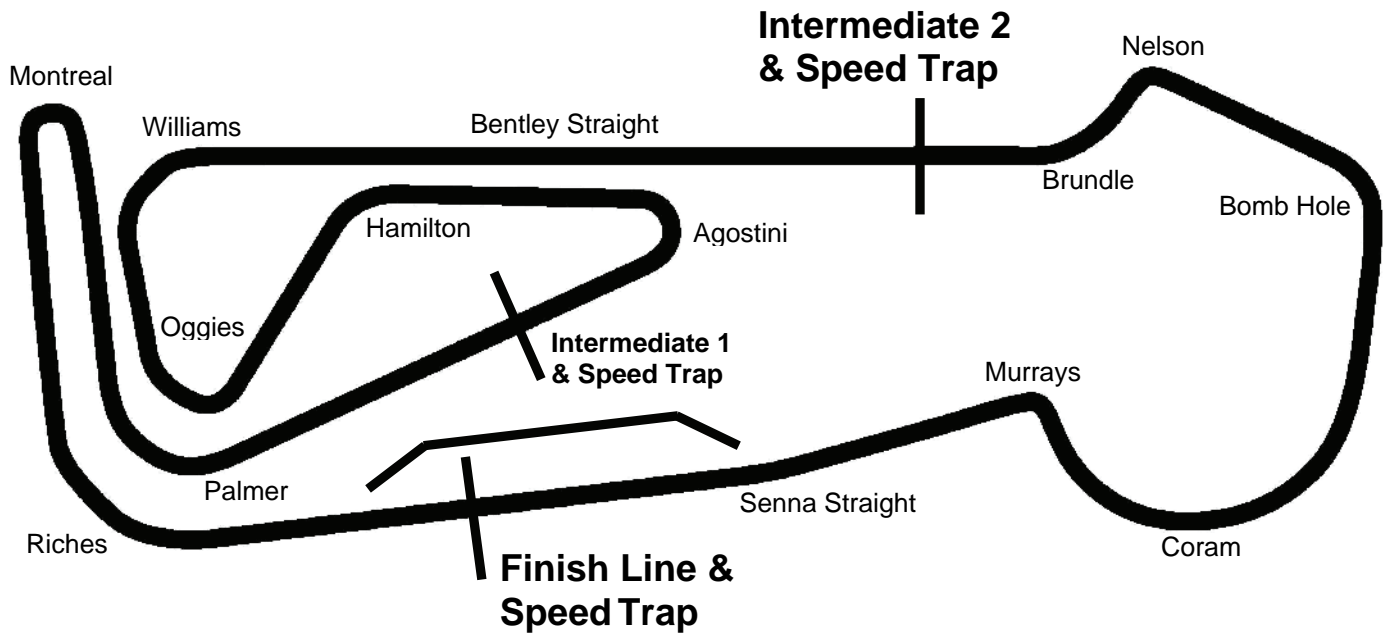 Intermediate 2
& Speed Trap
Nelson
Montreal
Williams
Bentley Straight
Brundle
Bomb Hole
Hamilton
Agostini
Oggies
Intermediate 1
& Speed Trap
Murrays
Palmer
Senna Straight
Riches
Coram
Finish Line &
Speed Trap